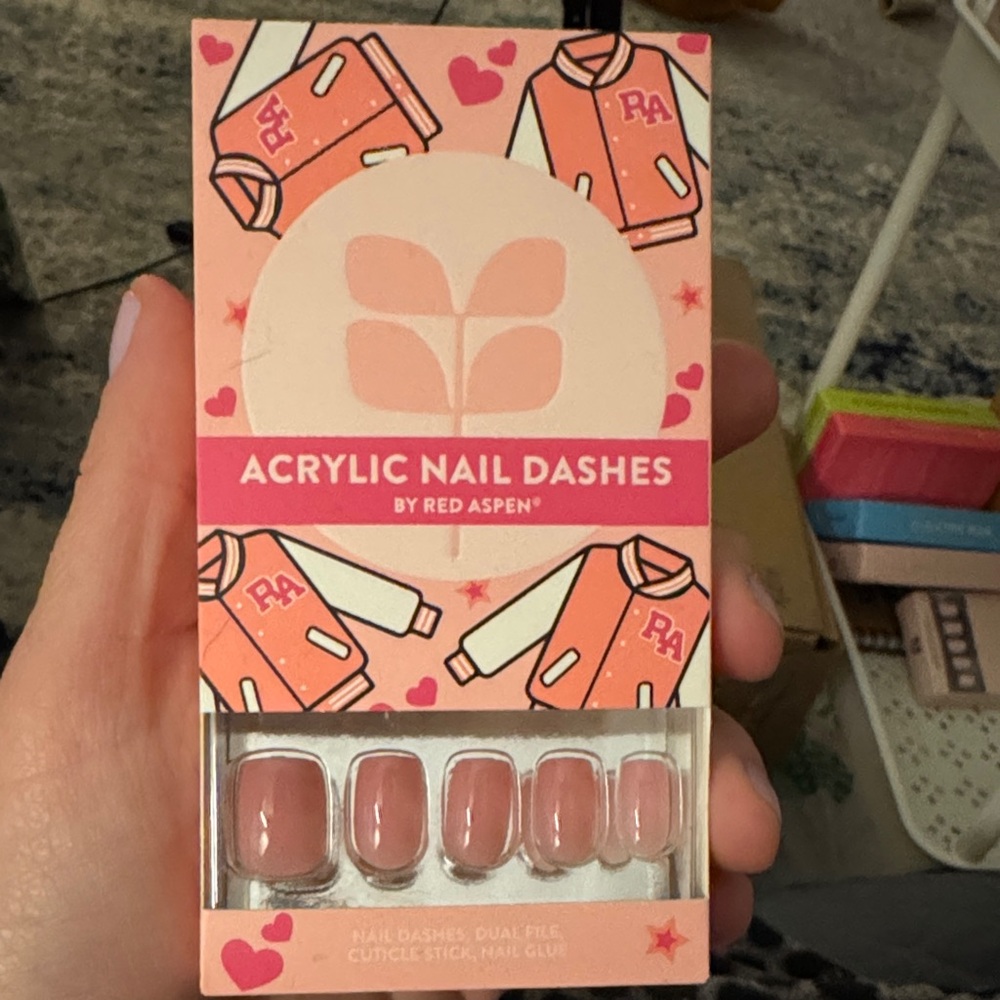 RA
RA
ACRYLIC NAIL DASHES
BY RED ASPEN®
RA
RA
NAIL DASHES, DUAL FILE,
CUTICLE STICK, NAIL GLUE